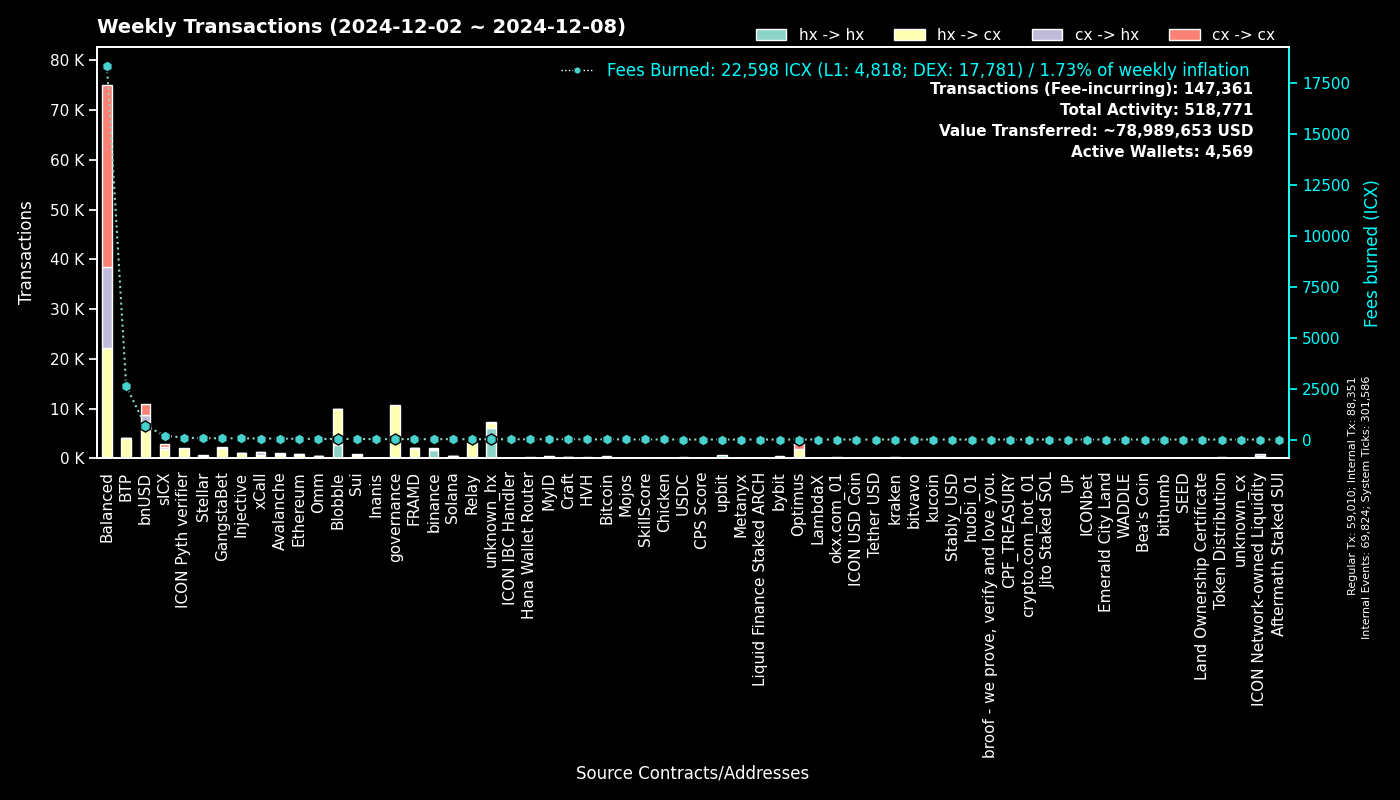 Weekly Transactions (2024-12-02 ~ 2024-12-08)
hx -> hx
hx -> cx
cx -> hx
cx -> cx
Fees Burned: 22,598 ICX (L1: 4,818; DEX: 17,781) / 1.73% of weekly inflation
Transactions (Fee-incurring): 147,361
Total Activity: 518,771
Value Transferred: ~78,989,653 USD
Active Wallets: 4,569
Transactions
80 K
70 K
60 K
50 K
40 K
30 K
20 K
10 K
0 K
17500
15000
12500
10000
7500
5000
2500
0
Fees burned (ICX)
Regular Tx: 59,010; Internal Tx: 88,351
Internal Events: 69,824; System Ticks: 301,586
Balanced
BTP
bnUSD
sICX
ICON Pyth verifier
Stellar
GangstaBet
Injective
xCall
Avalanche
Ethereum
Omm
Blobble
Sui
Inanis
governance
FRAMD
binance
Solana
Relay
unknown_hx
ICON IBC Handler
Hana Wallet Router
MyID
Craft
HVH
Bitcoin
Mojos
SkillScore
Chicken
USDC
CPS Score
upbit
Metanyx
Liquid Finance Staked ARCH
bybit
Optimus
LambdaX
okx.com_01
ICON USD Coin
Tether USD
kraken
bitvavo
kucoin
Stably_USD
huobi_01
broof - we prove, verify and love you.
CPF_TREASURY
crypto.com_hot_01
Jito Staked SOL
UP
ICONbet
Emerald City Land
WADDLE
Bea's Coin
bithumb
SEED
Land Ownership Certificate
Token Distribution
unknown_cx
ICON Network-owned Liquidity
Aftermath Staked SUI
Source Contracts/Addresses